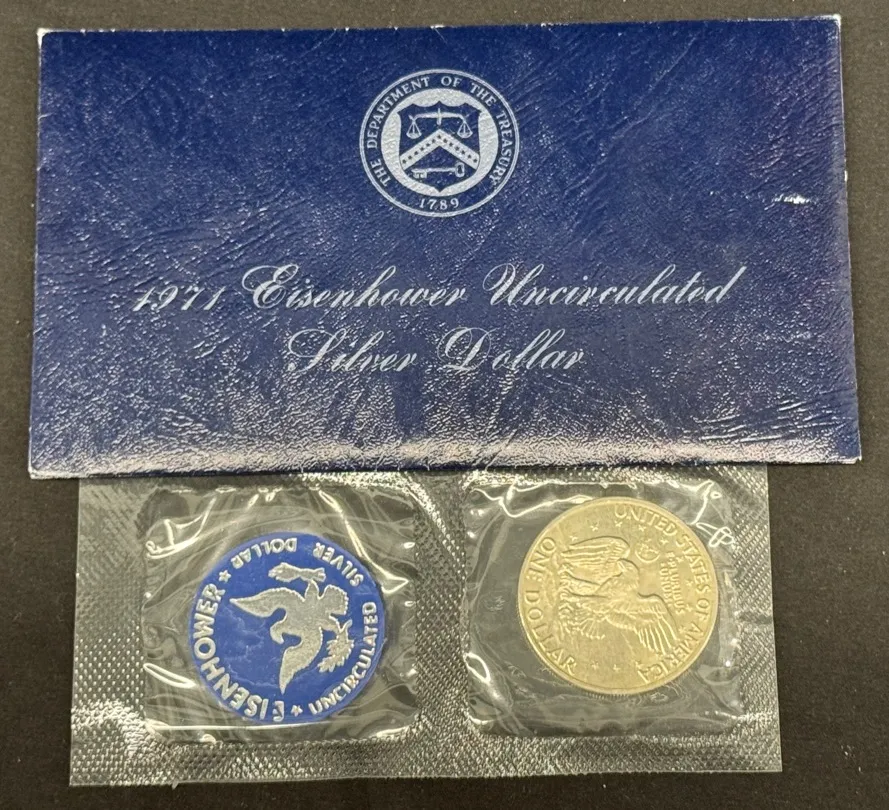 THE DEPARTMENT OF THE TREASURY
1789
1971 Eisenhower Uncirculated
Silver Dollar
EISENHOWER
SILVER DOLLAR
UNCIRCULATED
UNITED STATES OF AMERICA
E PLURIBUS
UNUM
ONE DOLLAR